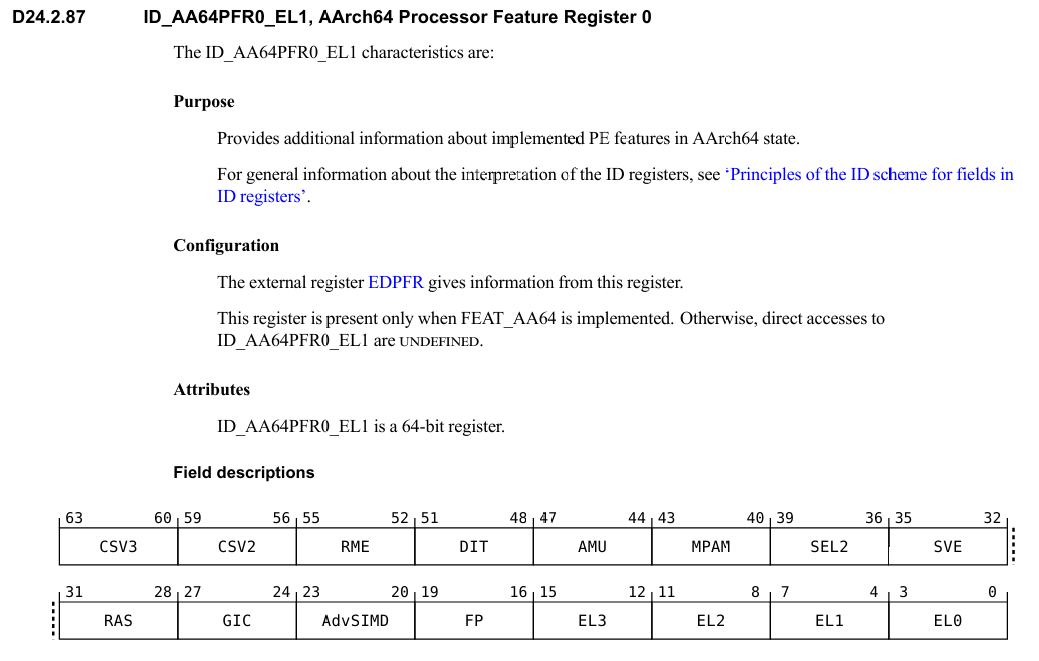 D24.2.87 ID_AA64PFR0_EL1, AArch64 Processor Feature Register 0
The ID_AA64PFR0_EL1 characteristics are:
Purpose
Provides additional information about implemented PE features in AArch64 state.
For general information about the interpretation of the ID registers, see ‘Principles of the ID scheme for fields in
ID registers’.
Configuration
The external register EDPFR gives information from this register.
This register is present only when FEAT_AA64 is implemented. Otherwise, direct accesses to
ID_AA64PFR0_EL1 are UNDEFINED.
Attributes
ID_AA64PFR0_EL1 is a 64-bit register.
Field descriptions
63 60 59 56 55 52 51 48 47 44 43 40 39 36 35 32
CSV3 CSV2 RME DIT AMU MPAM SEL2 SVE
31 28 27 24 23 20 19 16 15 12 11 8 7 4 3 0
RAS GIC AdvSIMD FP EL3 EL2 EL1 EL0